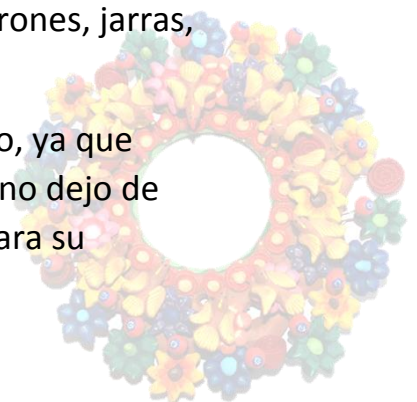 rones, jarras,
o, ya que
no dejo de
ara su